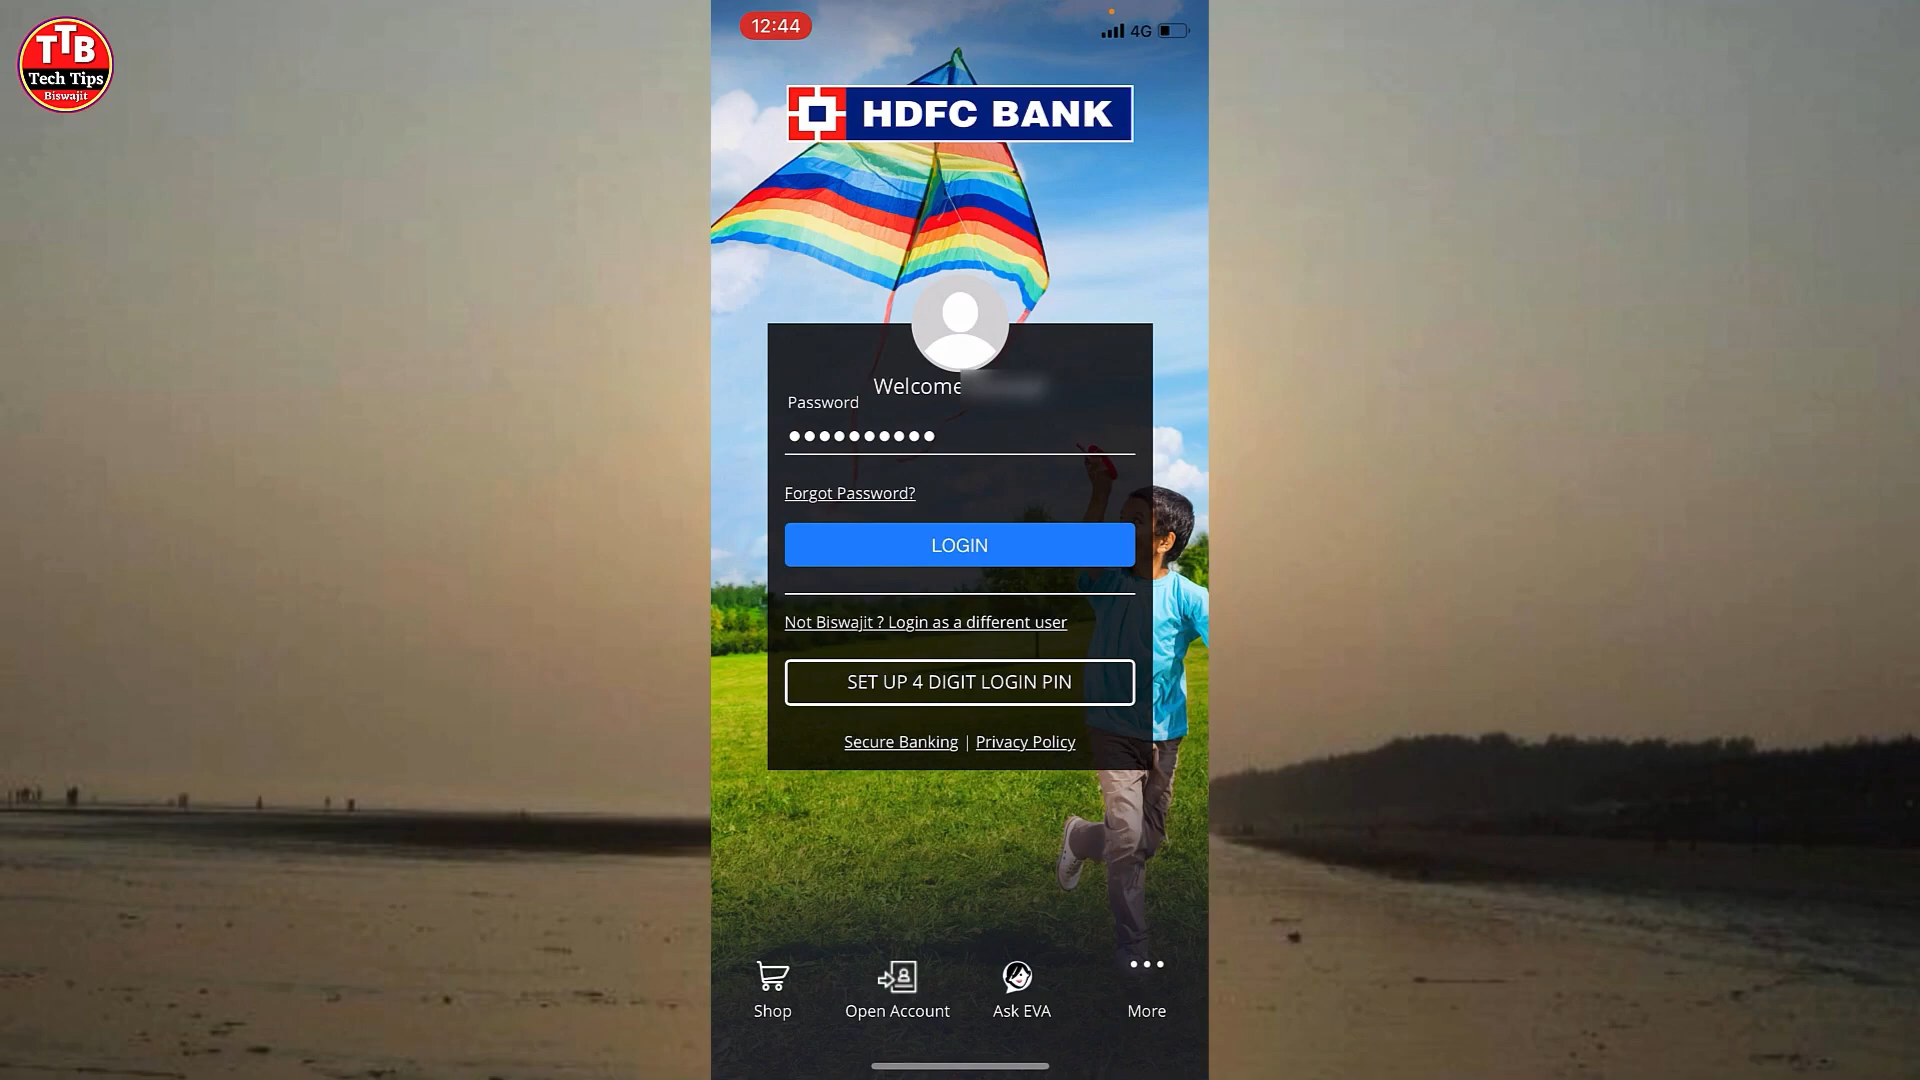 TTB
Tech Tips
Biswajit
12:44
4G
HDFC BANK
Welcome
Password
Forgot Password?
LOGIN
Not Biswajit ? Login as a different user
SET UP 4 DIGIT LOGIN PIN
Secure Banking | Privacy Policy
Shop
Open Account
Ask EVA
More